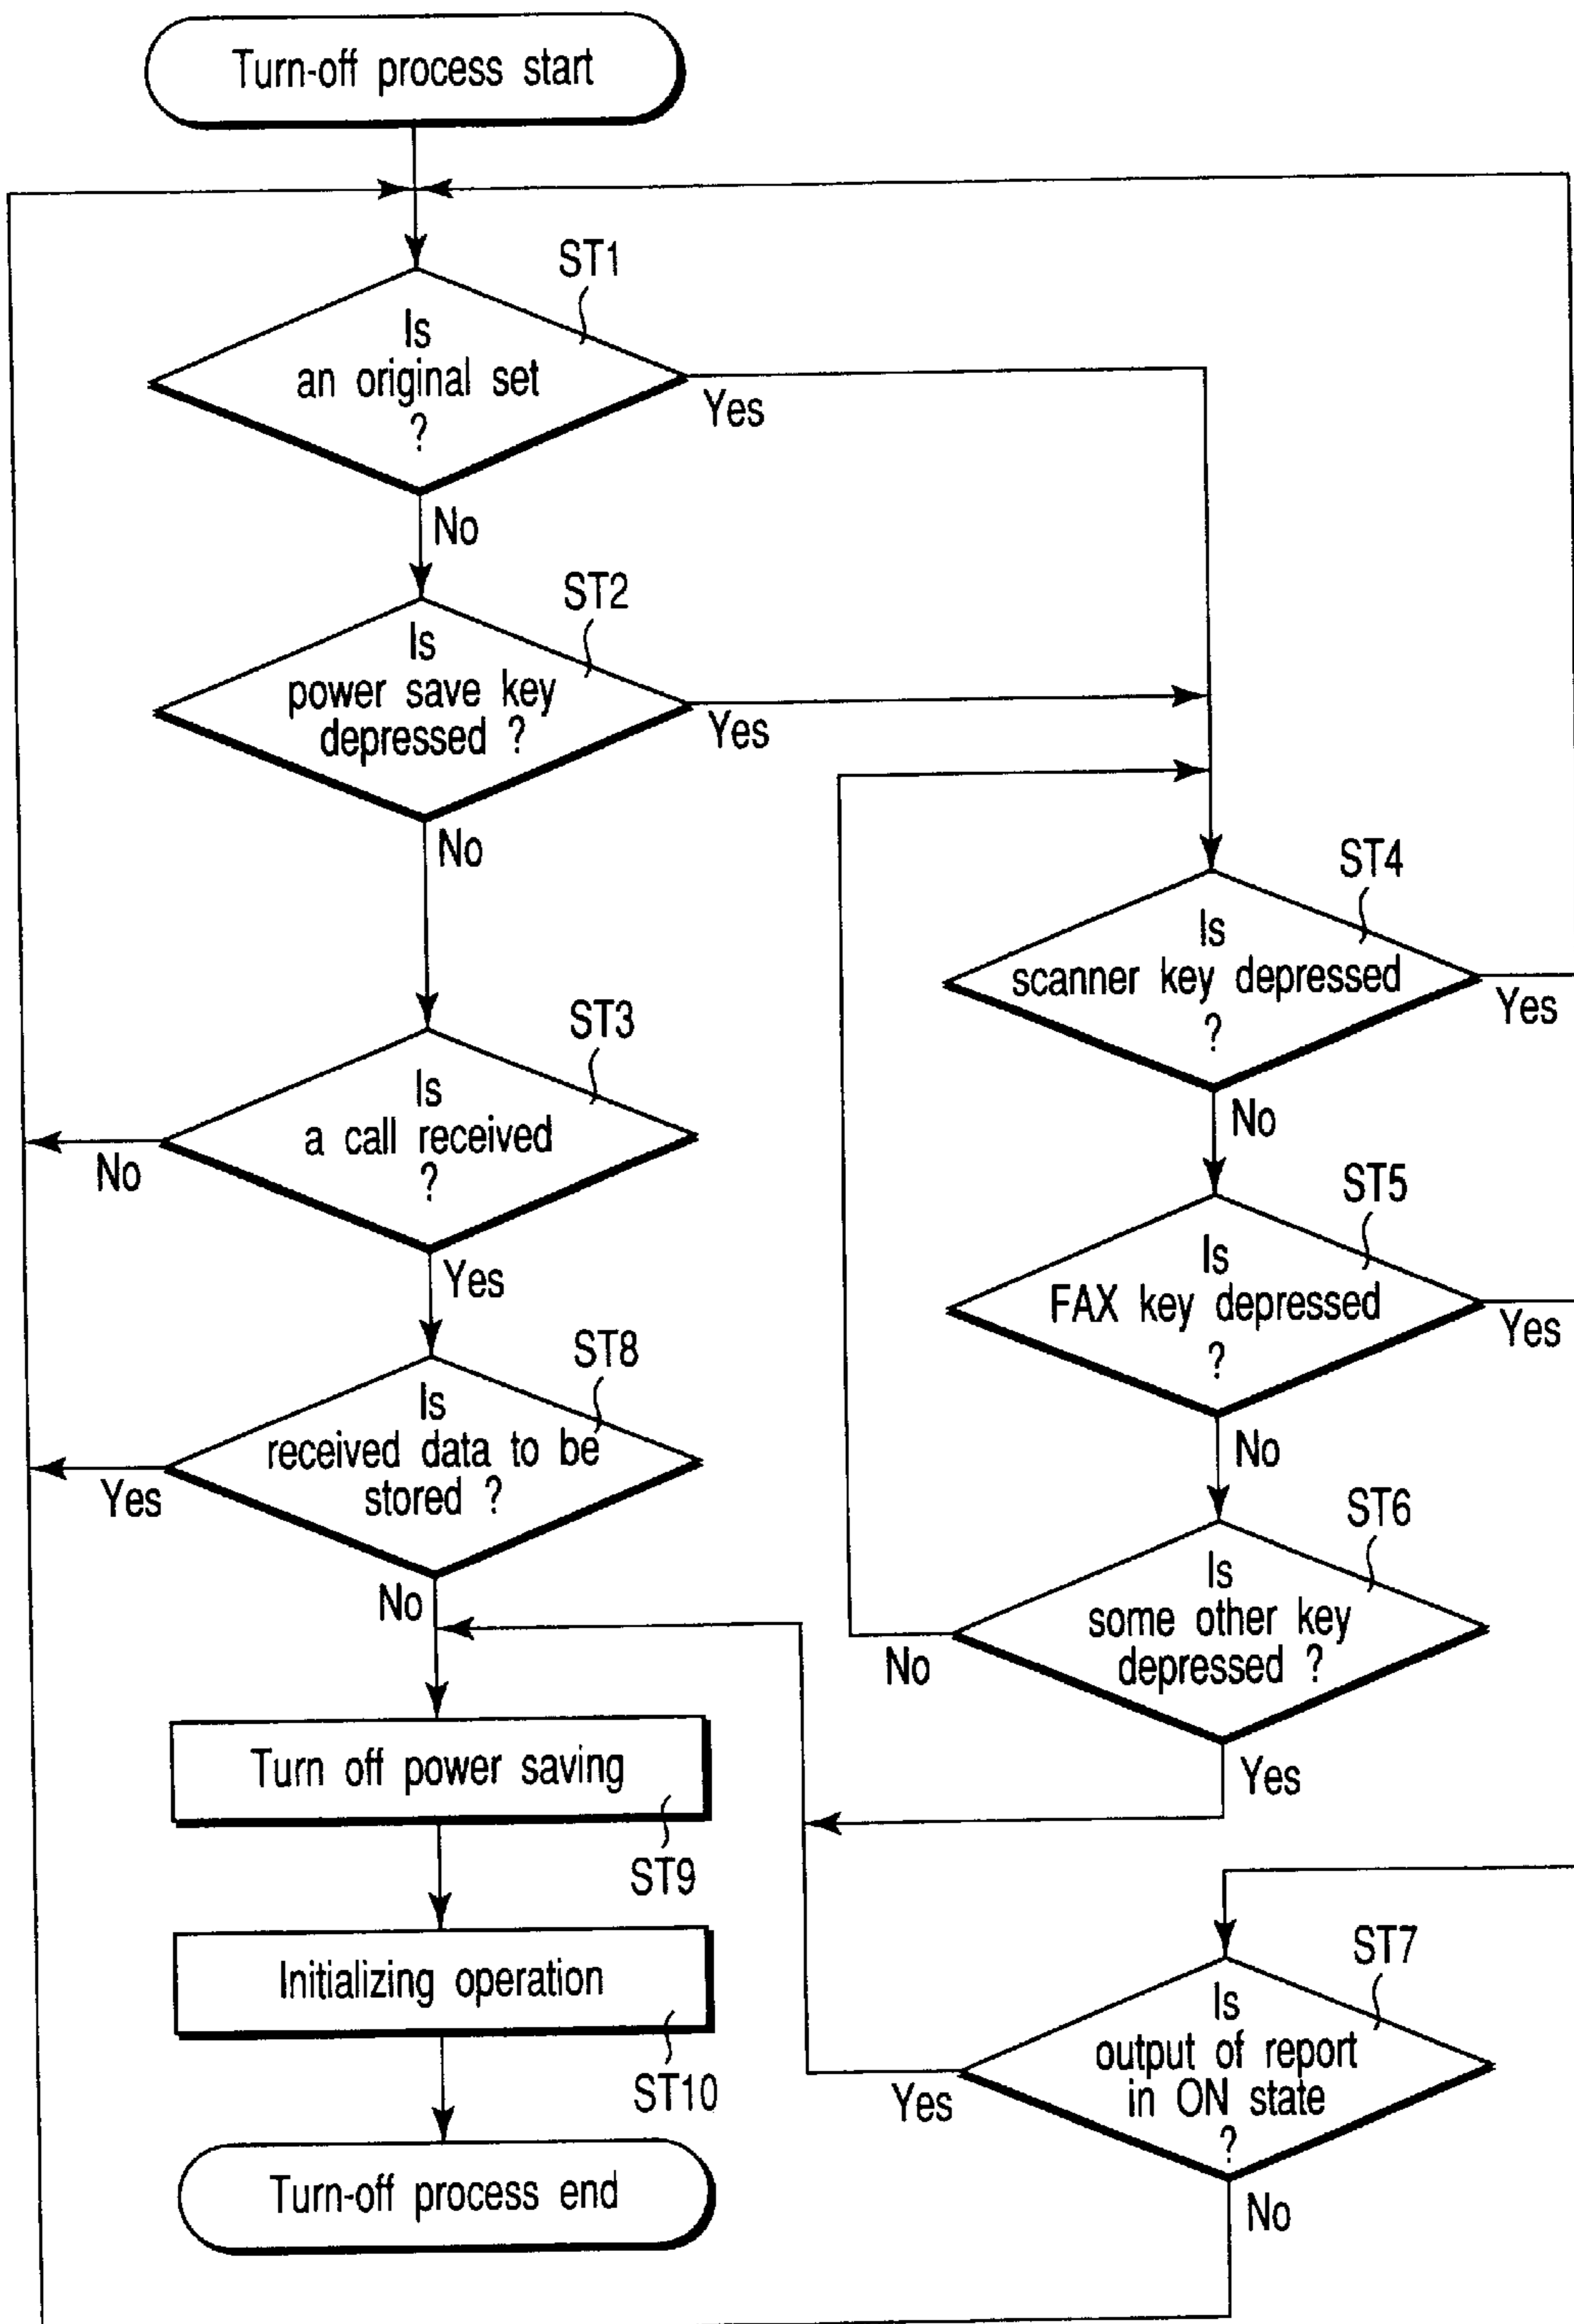 Turn-off process start
ST1
Is
an original set
?
Yes
No
ST2
Is
power save key
depressed ?
Yes
No
ST3
Is
a call received
?
No
Yes
ST8
Is
received data to be
stored ?
Yes
No
Turn off power saving
ST9
Initializing operation
ST10
Turn-off process end
ST4
Is
scanner key depressed
?
Yes
No
ST5
Is
FAX key depressed
?
Yes
No
ST6
Is
some other key
depressed ?
No
Yes
ST7
Is
output of report
in ON state
?
Yes
No